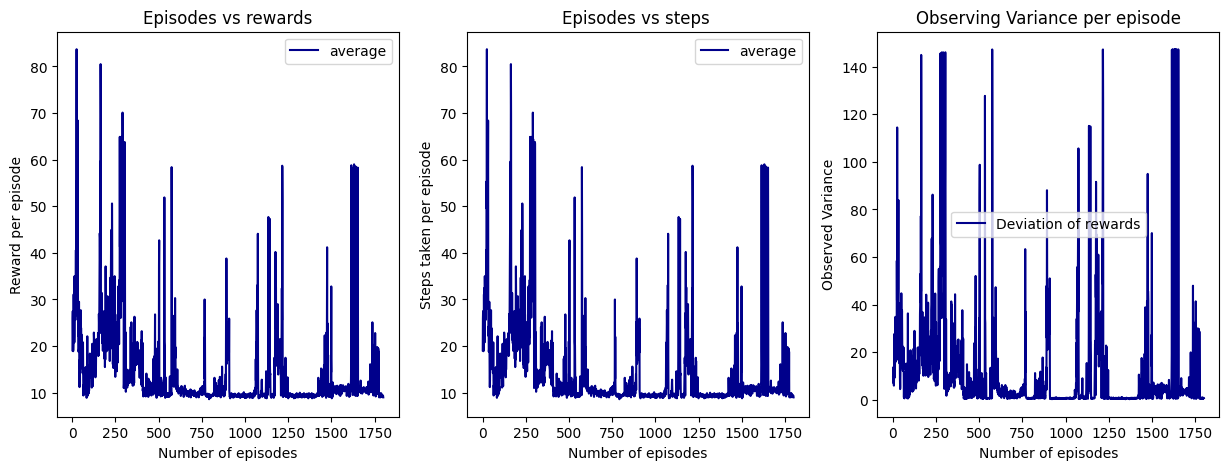 Episodes vs rewards
average
Reward per episode
80
70
60
50
40
30
20
10
0 250 500 750 1000 1250 1500 1750
Number of episodes
Episodes vs steps
average
Steps taken per episode
80
70
60
50
40
30
20
10
0 250 500 750 1000 1250 1500 1750
Number of episodes
Observing Variance per episode
Deviation of rewards
Observed Variance
140
120
100
80
60
40
20
0
0 250 500 750 1000 1250 1500 1750
Number of episodes